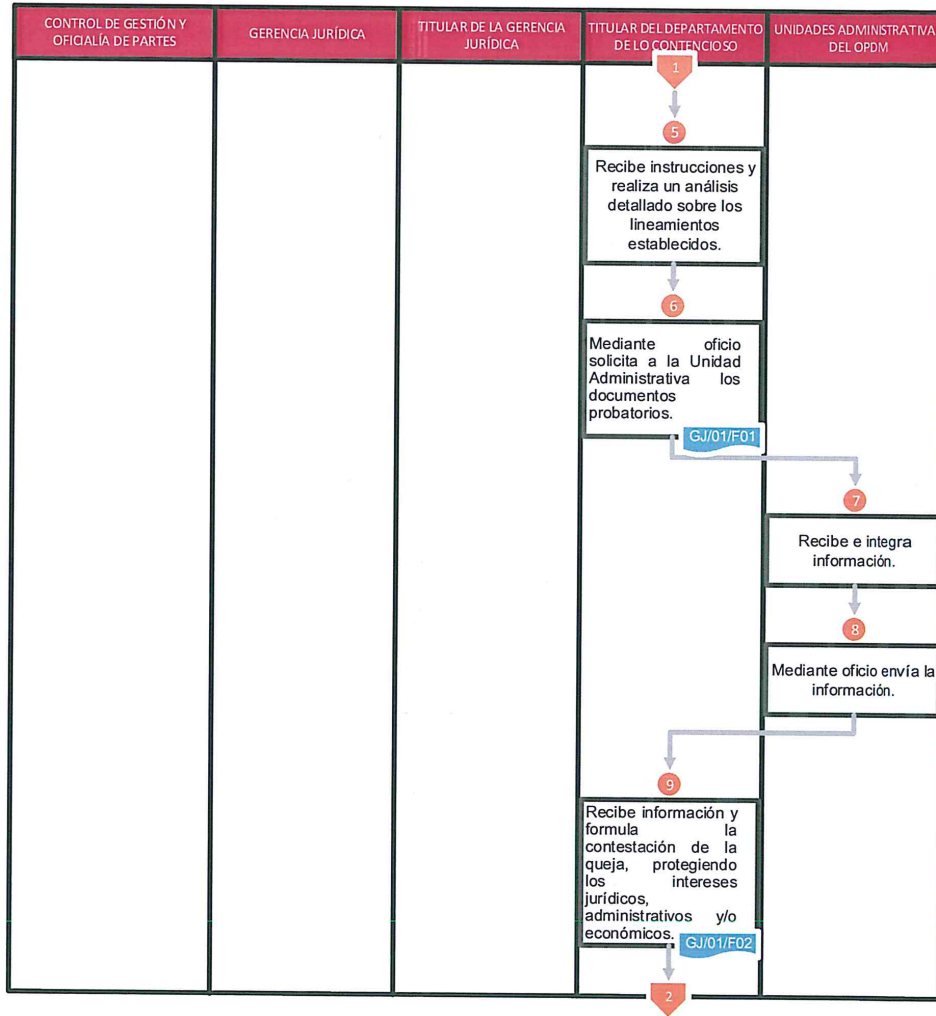 CONTROL DE GESTIÓN Y
OFICIALÍA DE PARTES
GERENCIA JURÍDICA
TITULAR DE LA GERENCIA
JURÍDICA
TITULAR DEL DEPARTAMENTO
DE LO CONTENCIOSO
UNIDADES ADMINISTRATIVA
DEL OPDM
1
5
Recibe instrucciones y
realiza un análisis
detallado sobre los
lineamientos
establecidos.
6
Mediante oficio
solicita a la Unidad
Administrativa los
documentos
probatorios.
GJ/01/F01
7
Recibe e integra
información.
8
Mediante oficio envía la
información.
9
Recibe información y
formula la
contestación de la
queja, protegiendo
los intereses
jurídicos,
administrativos y/o
económicos.
GJ/01/F02
2